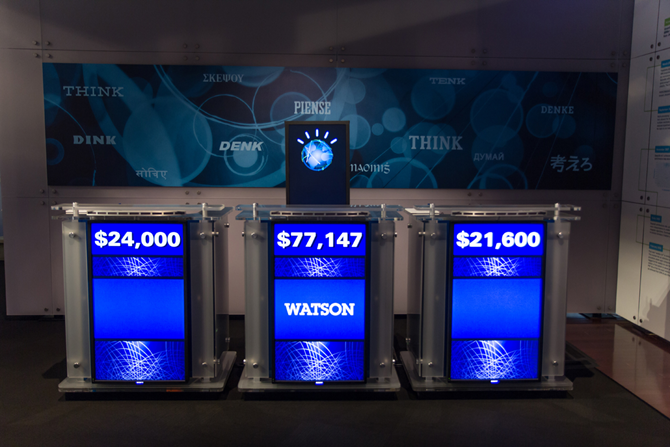 THINK
ΣΚΕΨΟΥ
PIENSE
TENK
DENKE
DINK
DENK
THINK
ДУМАЙ
सोचिए
考えろ
$24,000
$77,147
$21,600
WATSON